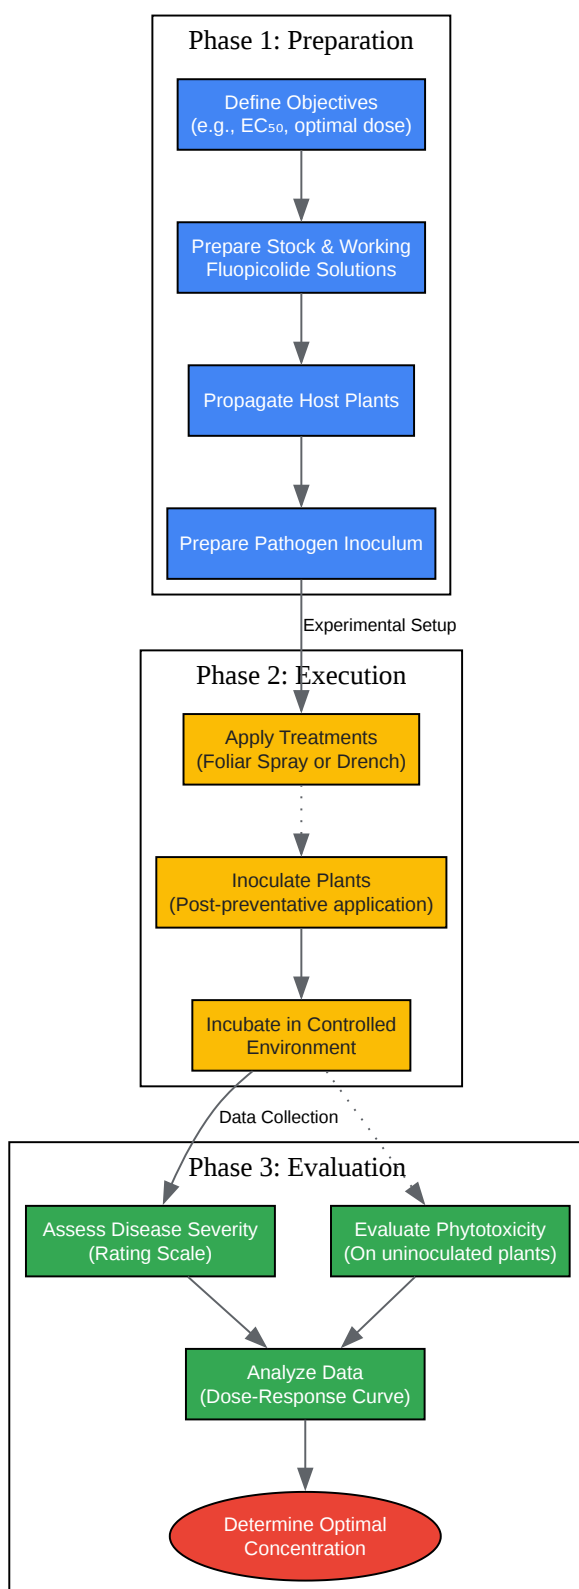 Phase 1: Preparation
Define Objectives
(e.g., EC₅₀, optimal dose)
Prepare Stock & Working
Fluopicolide Solutions
Propagate Host Plants
Prepare Pathogen Inoculum
Experimental Setup
Phase 2: Execution
Apply Treatments
(Foliar Spray or Drench)
Inoculate Plants
(Post-preventative application)
Incubate in Controlled
Environment
Data Collection
Phase 3: Evaluation
Assess Disease Severity
(Rating Scale)
Evaluate Phytotoxicity
(On uninoculated plants)
Analyze Data
(Dose-Response Curve)
Determine Optimal
Concentration